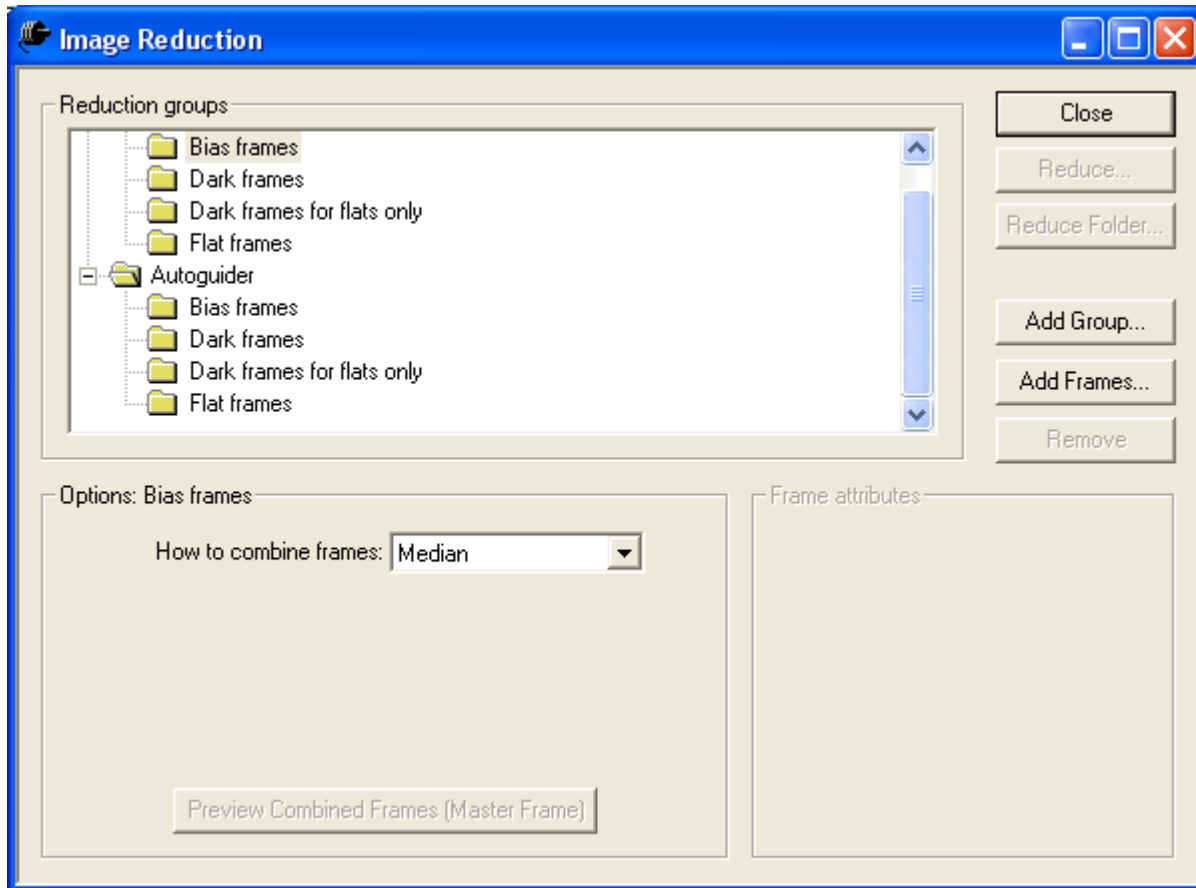 Image Reduction
Reduction groups
Bias frames
Dark frames
Dark frames for flats only
Flat frames
Autoguider
Bias frames
Dark frames
Dark frames for flats only
Flat frames
Close
Reduce...
Reduce Folder...
Add Group...
Add Frames...
Remove
Options: Bias frames
How to combine frames: Median
Preview Combined Frames (Master Frame)
Frame attributes